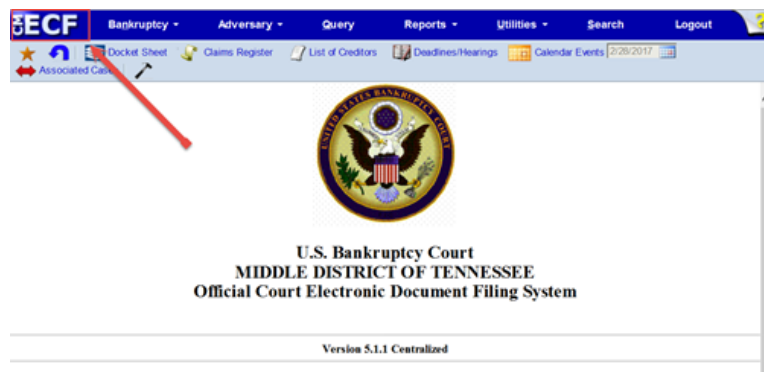 CM ECF Bankruptcy Adversary Query Reports Utilities Search Logout ?
Docket Sheet Claims Register List of Creditors Deadlines/Hearings Calendar Events 2/28/2017
Associated Cases
UNITED STATES BANKRUPTCY COURT
U.S. Bankruptcy Court
MIDDLE DISTRICT OF TENNESSEE
Official Court Electronic Document Filing System
Version 5.1.1 Centralized